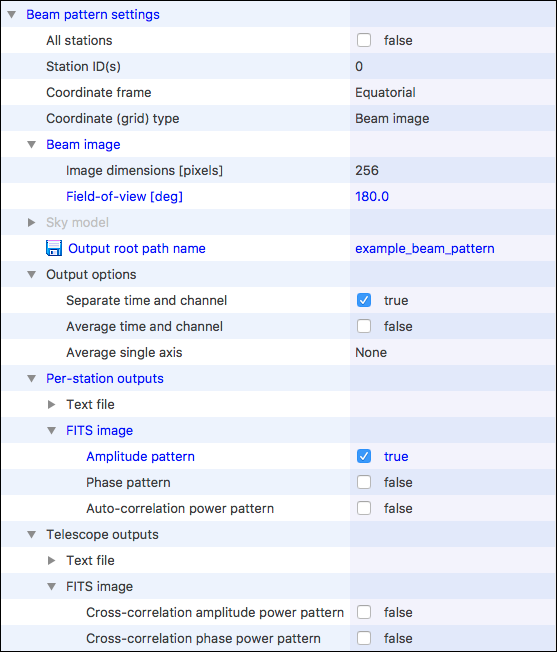 Beam pattern settings
All stations false
Station ID(s) 0
Coordinate frame Equatorial
Coordinate (grid) type Beam image
Beam image
Image dimensions [pixels] 256
Field-of-view [deg] 180.0
Sky model
Output root path name example_beam_pattern
Output options
Separate time and channel true
Average time and channel false
Average single axis None
Per-station outputs
Text file
FITS image
Amplitude pattern true
Phase pattern false
Auto-correlation power pattern false
Telescope outputs
Text file
FITS image
Cross-correlation amplitude power pattern false
Cross-correlation phase power pattern false